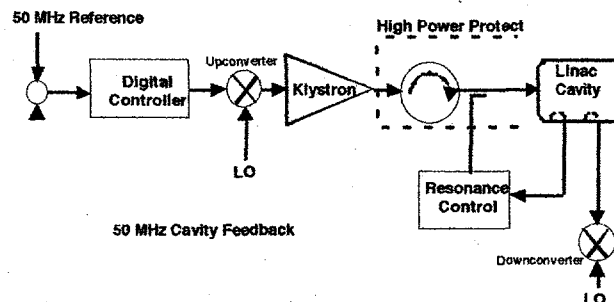 50 MHz Reference
High Power Protect
Digital
Controller
Upconverter
Klystron
Linac
Cavity
LO
Resonance
Control
50 MHz Cavity Feedback
Downconverter
LO